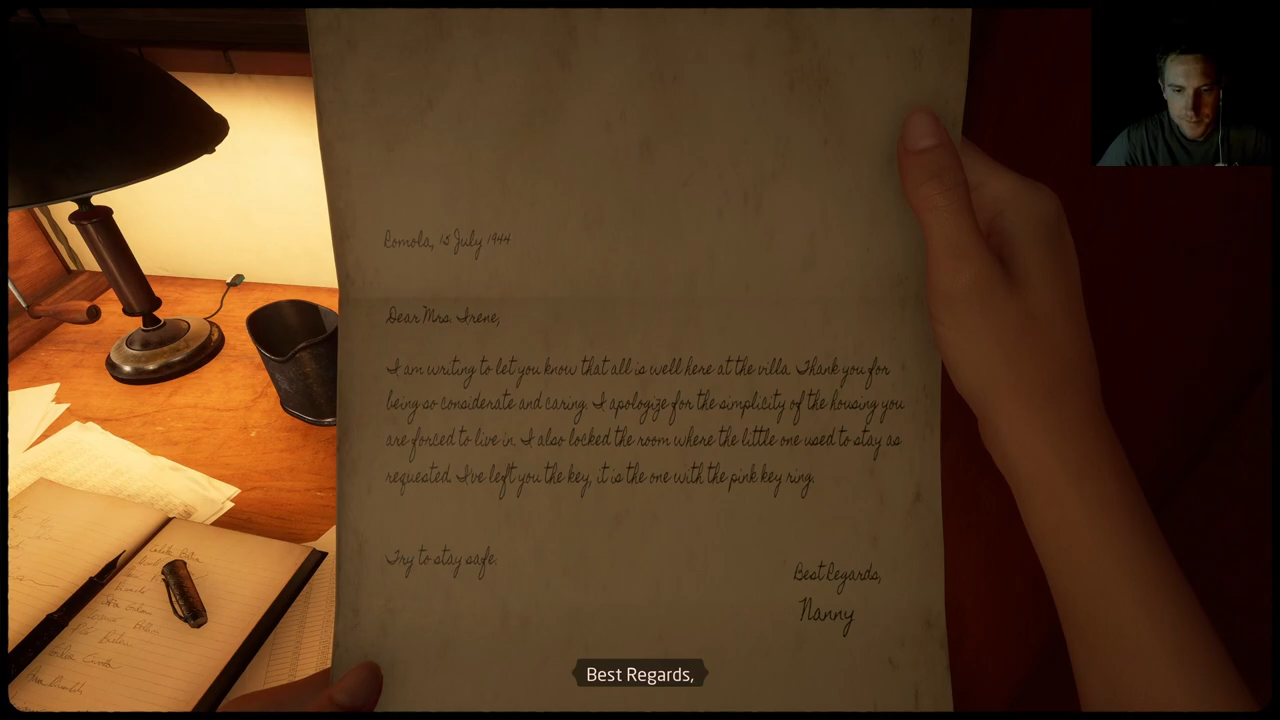 Romola, 15 July 1944
Dear Mrs. Irene,
I am writing to let you know that all is well here at the villa. Thank you for
being so considerate and caring. I apologize for the simplicity of the housing you
are forced to live in. I also locked the room where the little one used to stay as
requested. I've left you the key, it is the one with the pink key ring.
Try to stay safe.
Best Regards,
Nanny
Best Regards,